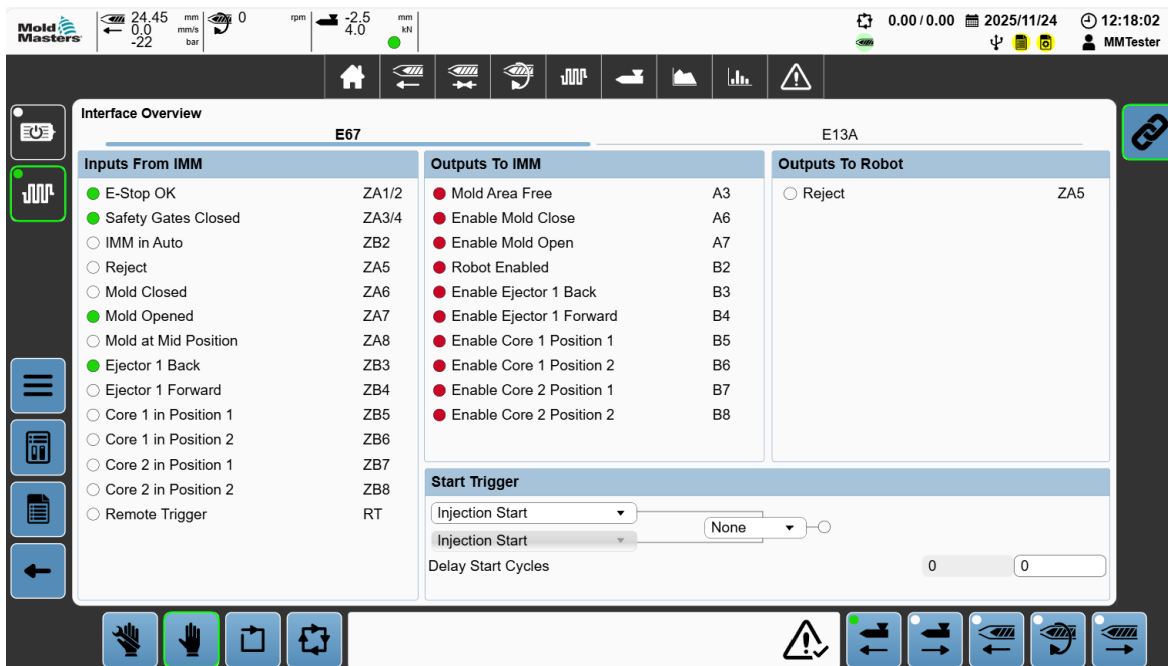 Mold
Masters
24.45 mm
0.0 mm/s
-22 bar
0 rpm
-2.5 mm
4.0 kN
0.00 / 0.00
2025/11/24
12:18:02
MMTester
Interface Overview
E67
E13A
Inputs From IMM
E-Stop OK ZA1/2
Safety Gates Closed ZA3/4
IMM in Auto ZB2
Reject ZA5
Mold Closed ZA6
Mold Opened ZA7
Mold at Mid Position ZA8
Ejector 1 Back ZB3
Ejector 1 Forward ZB4
Core 1 in Position 1 ZB5
Core 1 in Position 2 ZB6
Core 2 in Position 1 ZB7
Core 2 in Position 2 ZB8
Remote Trigger RT
Outputs To IMM
Mold Area Free A3
Enable Mold Close A6
Enable Mold Open A7
Robot Enabled B2
Enable Ejector 1 Back B3
Enable Ejector 1 Forward B4
Enable Core 1 Position 1 B5
Enable Core 1 Position 2 B6
Enable Core 2 Position 1 B7
Enable Core 2 Position 2 B8
Outputs To Robot
Reject ZA5
Start Trigger
Injection Start
None
Injection Start
Delay Start Cycles 0 0